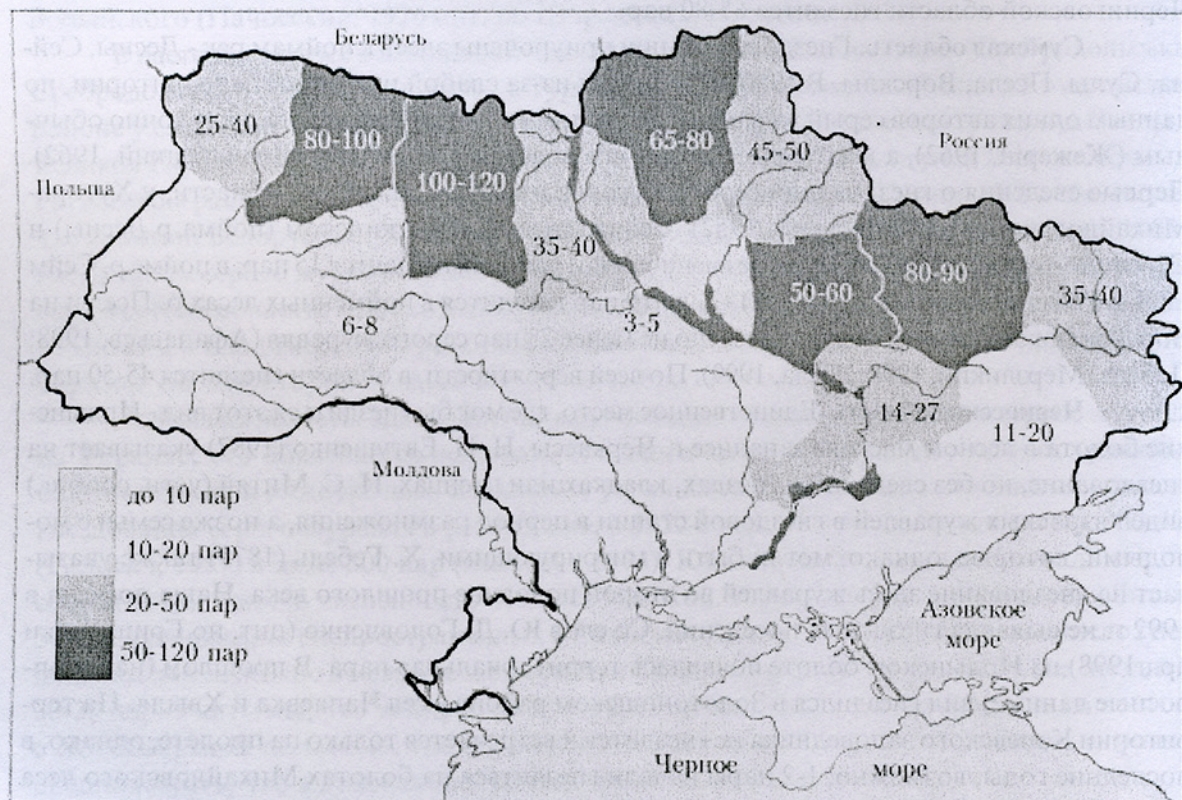 Беларусь
25-40
80-100
65-80
45-50
Россия
Польша
100-120
35-40
80-90
50-60
35-40
6-8
3-5
14-27
11-20
Молдова
до 10 пар
10-20 пар
20-50 пар
50-120 пар
Азовское
море
Черное море